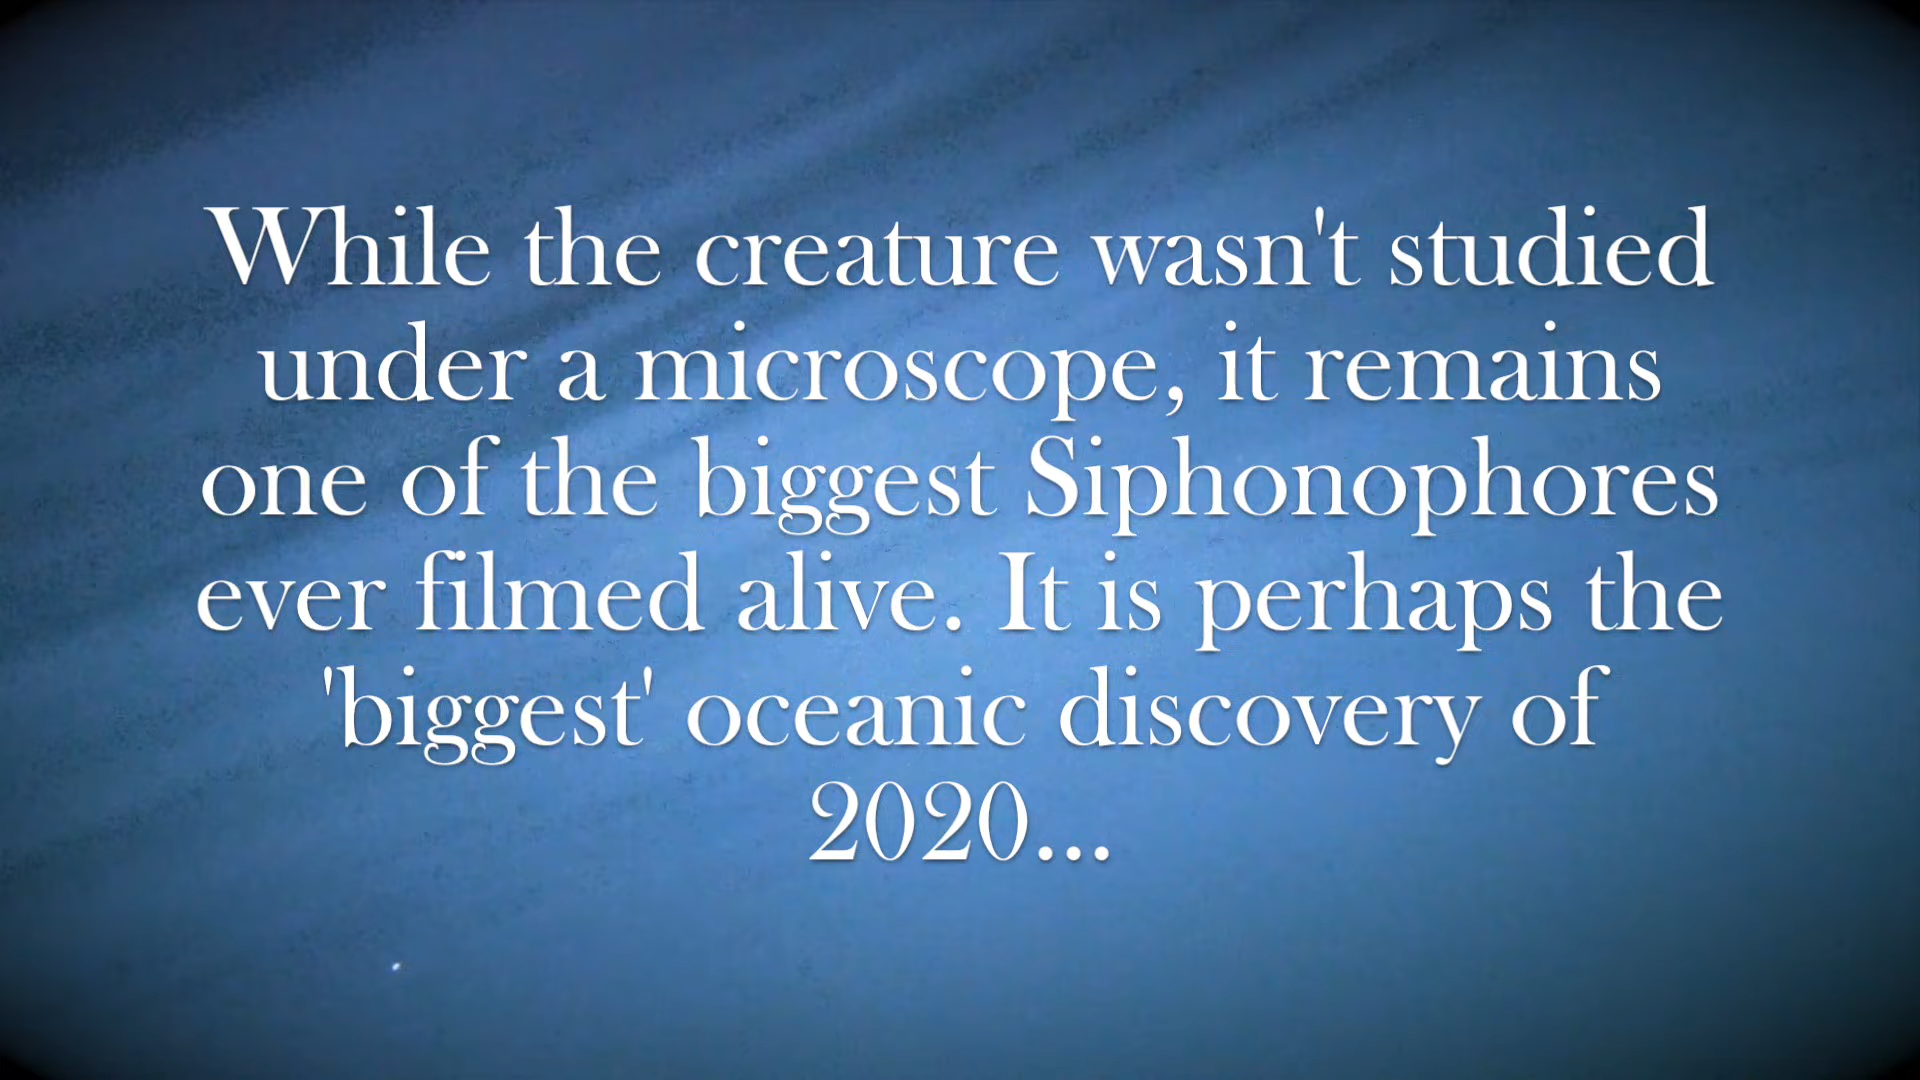 While the creature wasn't studied
under a microscope, it remains
one of the biggest Siphonophores
ever filmed alive. It is perhaps the
'biggest' oceanic discovery of
2020...